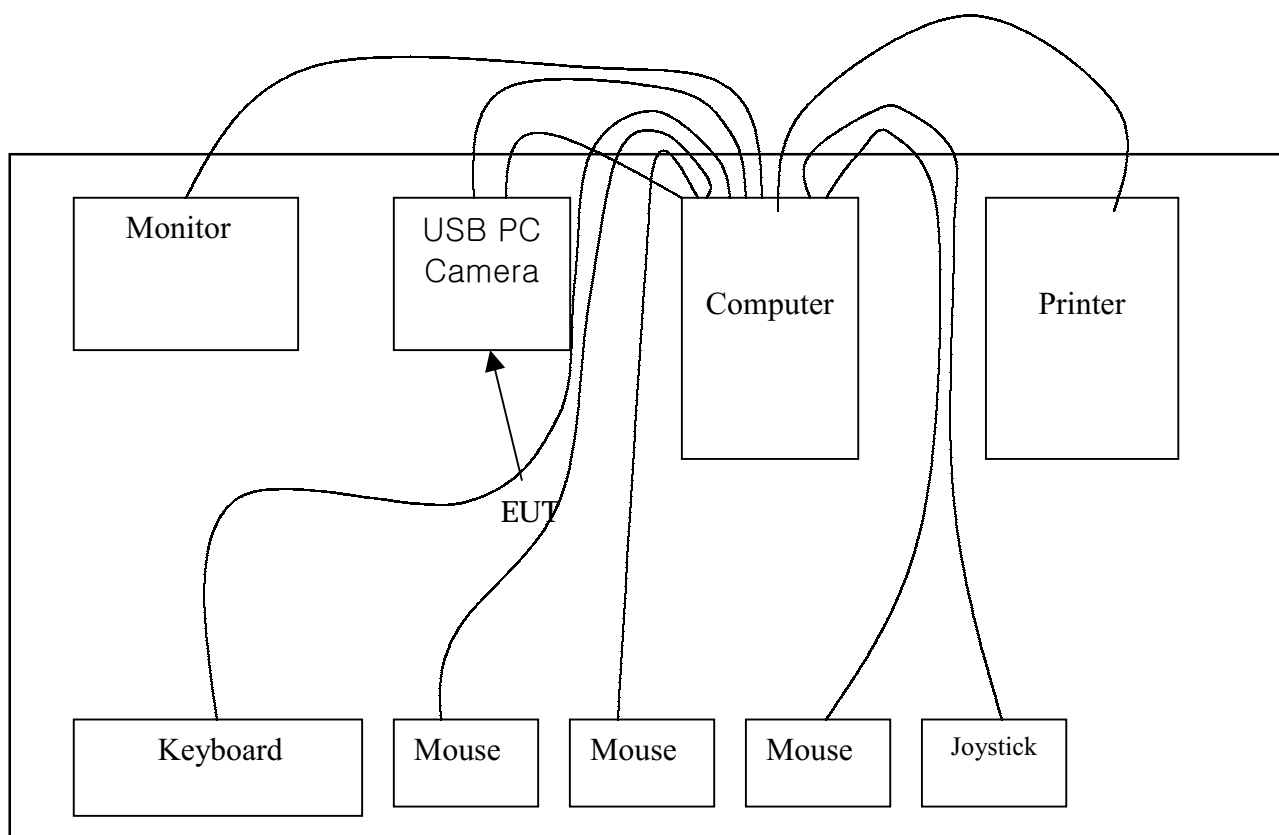 Monitor
USB PC
Camera
Computer
Printer
EUT
Keyboard
Mouse
Mouse
Mouse
Joystick